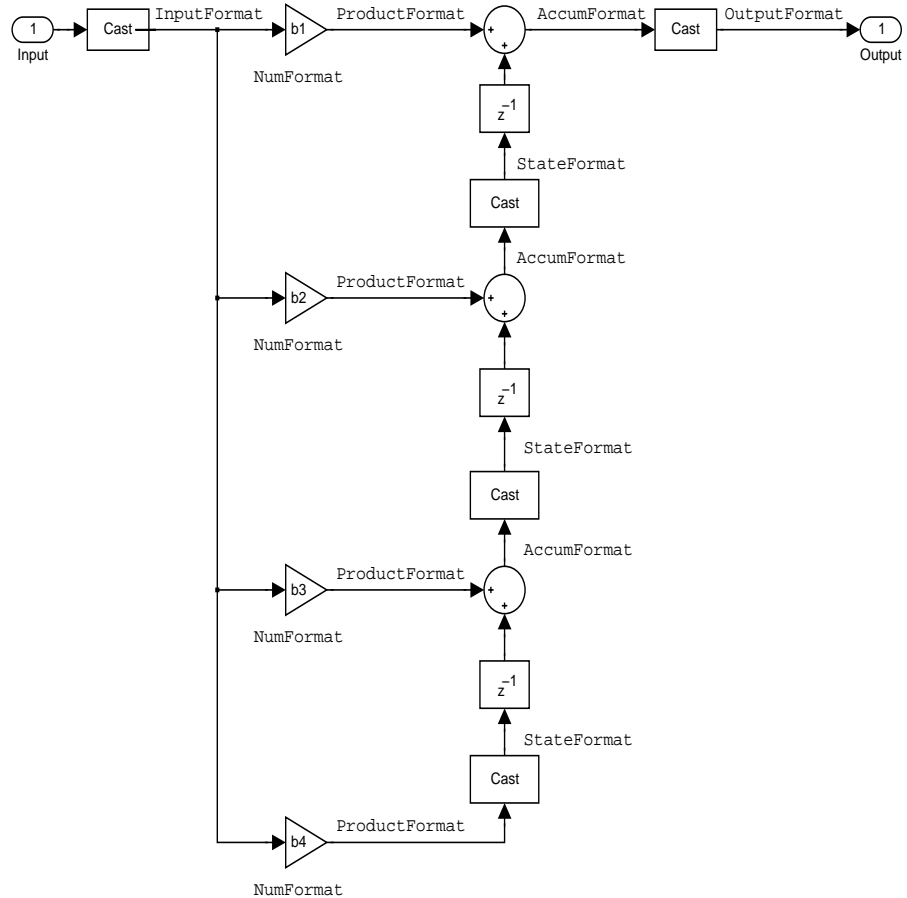 InputFormat ProductFormat AccumFormat OutputFormat
1 Cast b1 + + Cast 1
Input Output
NumFormat
z−1
StateFormat
Cast
AccumFormat
ProductFormat
b2 + +
NumFormat
z−1
StateFormat
Cast
AccumFormat
ProductFormat
b3 + +
NumFormat
z−1
StateFormat
Cast
ProductFormat
b4
NumFormat